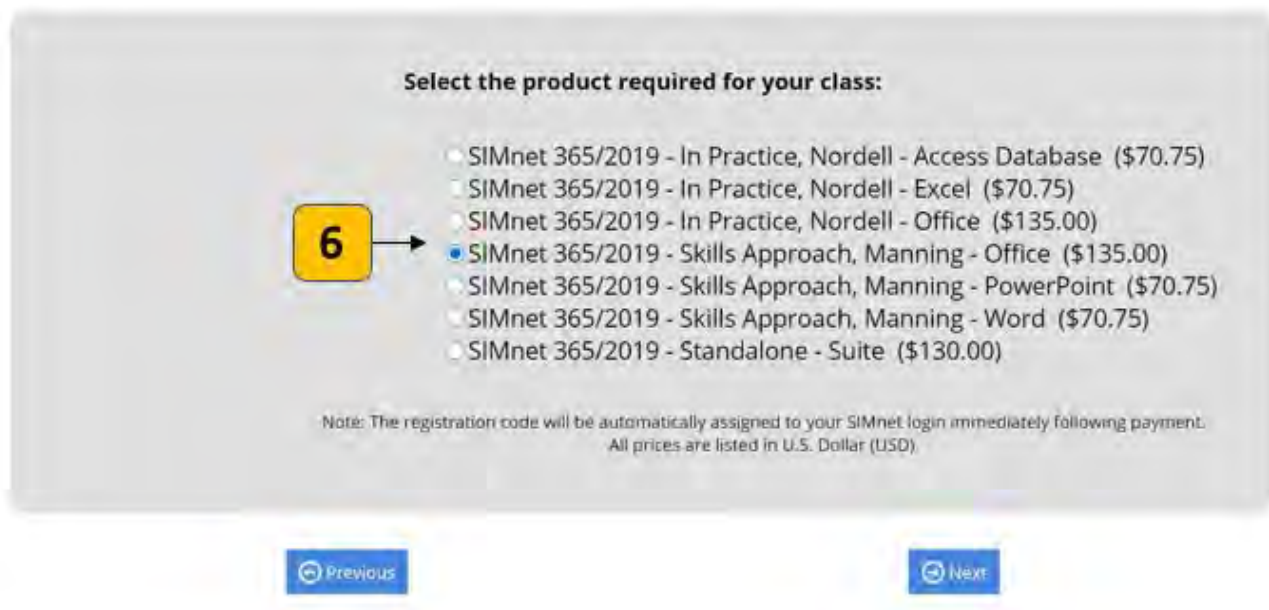 Select the product required for your class:
SIMnet 365/2019 - In Practice, Nordell - Access Database ($70.75)
SIMnet 365/2019 - In Practice, Nordell - Excel ($70.75)
SIMnet 365/2019 - In Practice, Nordell - Office ($135.00)
6
SIMnet 365/2019 - Skills Approach, Manning - Office ($135.00)
SIMnet 365/2019 - Skills Approach, Manning - PowerPoint ($70.75)
SIMnet 365/2019 - Skills Approach, Manning - Word ($70.75)
SIMnet 365/2019 - Standalone - Suite ($130.00)
Note: The registration code will be automatically assigned to your SIMnet login immediately following payment.
All prices are listed in U.S. Dollar (USD)
Previous
Next